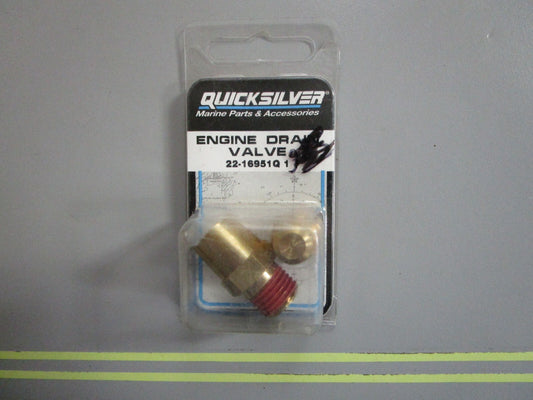 QUICKSILVER®
Marine Parts & Accessories
ENGINE DRAIN
VALVE
22-16951Q 1